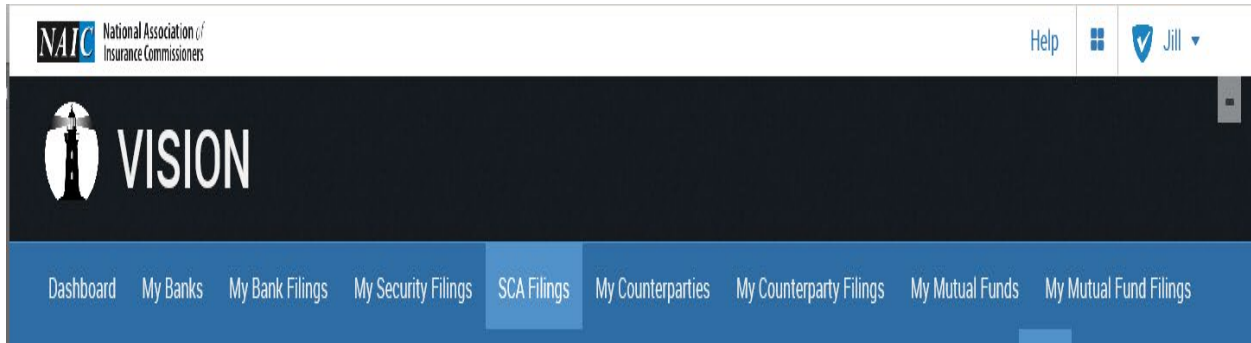 NAIC National Association of
Insurance Commissioners
Help
Jill
VISION
Dashboard My Banks My Bank Filings My Security Filings SCA Filings My Counterparties My Counterparty Filings My Mutual Funds My Mutual Fund Filings